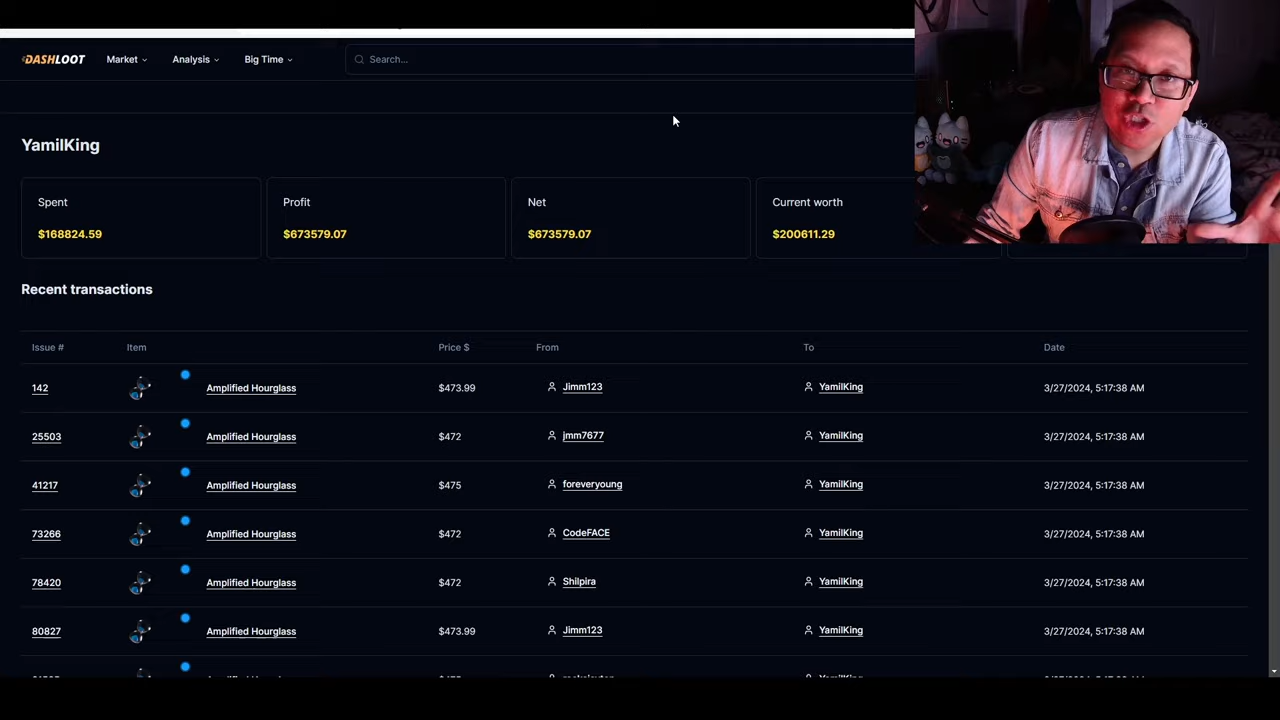 DASHLOOT Market Analysis Big Time Search...
YamilKing
Spent Profit Net Current worth
$168824.59 $673579.07 $673579.07 $200611.29
Recent transactions
Issue # Item Price $ From To Date
142 Amplified Hourglass $473.99 Jimm123 YamilKing 3/27/2024, 5:17:38 AM
25503 Amplified Hourglass $472 jmm7677 YamilKing 3/27/2024, 5:17:38 AM
41217 Amplified Hourglass $475 foreveryoung YamilKing 3/27/2024, 5:17:38 AM
73266 Amplified Hourglass $472 CodeFACE YamilKing 3/27/2024, 5:17:38 AM
78420 Amplified Hourglass $472 Shilpira YamilKing 3/27/2024, 5:17:38 AM
80827 Amplified Hourglass $473.99 Jimm123 YamilKing 3/27/2024, 5:17:38 AM